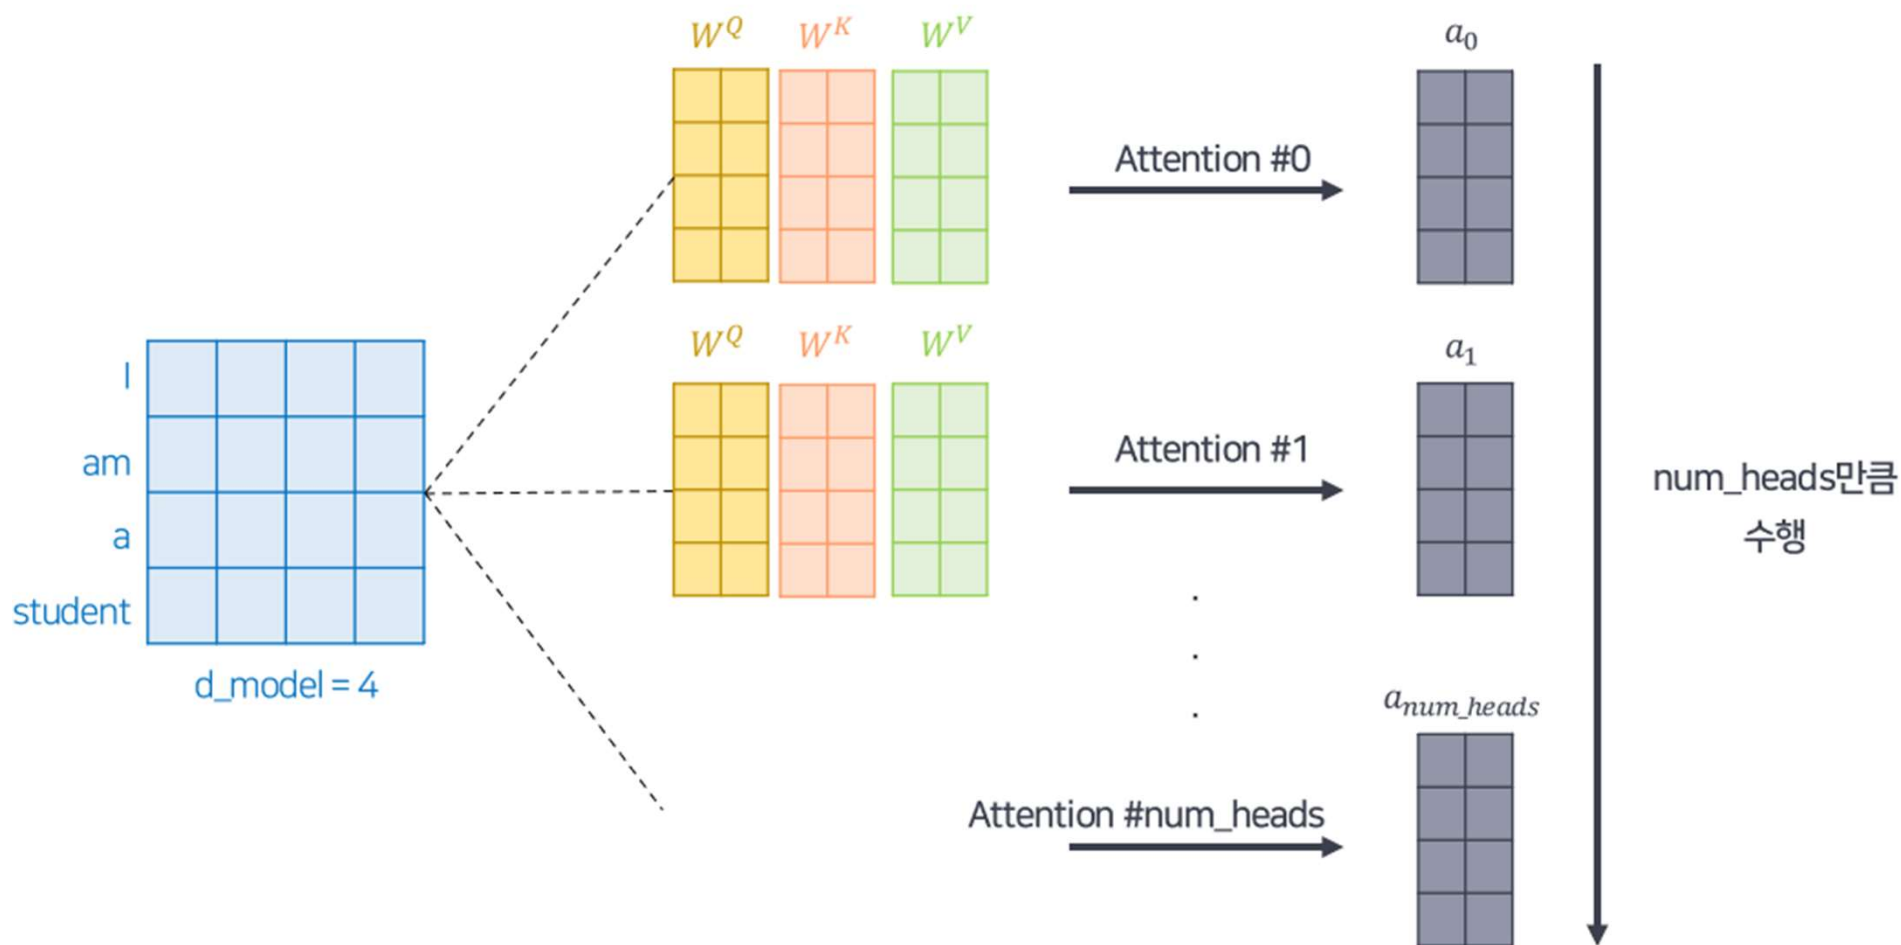 W^Q W^K W^V
a_0
Attention #0
I
am
a
student
d_model = 4
W^Q W^K W^V
a_1
Attention #1
.
.
.
a_num_heads
Attention #num_heads
num_heads만큼
수행